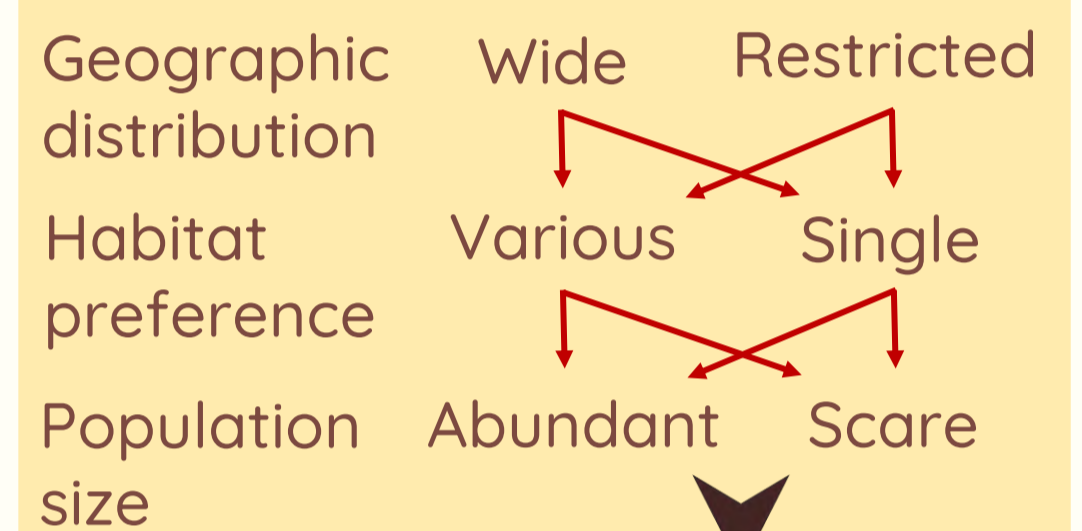 Geographic Wide Restricted
distribution
Habitat Various Single
preference
Population Abundant Scare
size